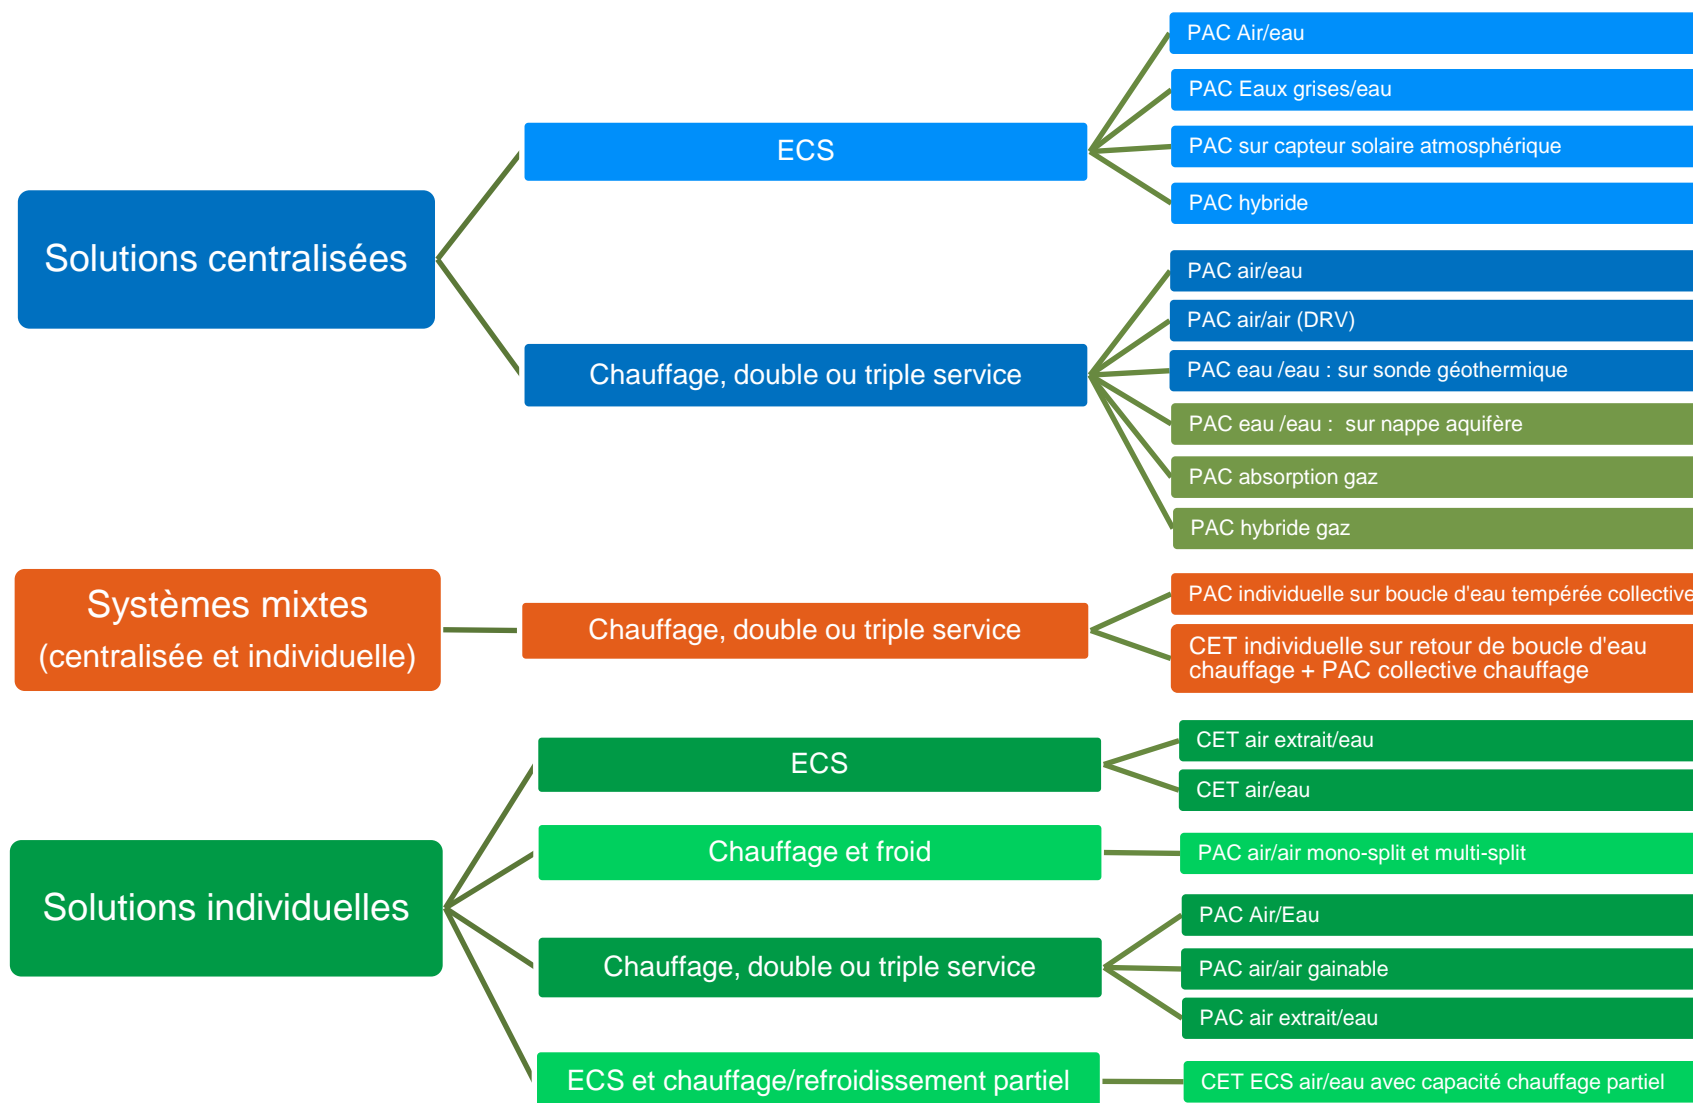 Solutions centralisées
ECS
PAC Air/eau
PAC Eaux grises/eau
PAC sur capteur solaire atmosphérique
PAC hybride
Chauffage, double ou triple service
PAC air/eau
PAC air/air (DRV)
PAC eau /eau : sur sonde géothermique
PAC eau /eau :  sur nappe aquifère
PAC absorption gaz
PAC hybride gaz
Systèmes mixtes
(centralisée et individuelle)
Chauffage, double ou triple service
PAC individuelle sur boucle d'eau tempérée collective
CET individuelle sur retour de boucle d'eau
chauffage + PAC collective chauffage
Solutions individuelles
ECS
CET air extrait/eau
CET air/eau
Chauffage et froid
PAC air/air mono-split et multi-split
Chauffage, double ou triple service
PAC Air/Eau
PAC air/air gainable
PAC air extrait/eau
ECS et chauffage/refroidissement partiel
CET ECS air/eau avec capacité chauffage partiel